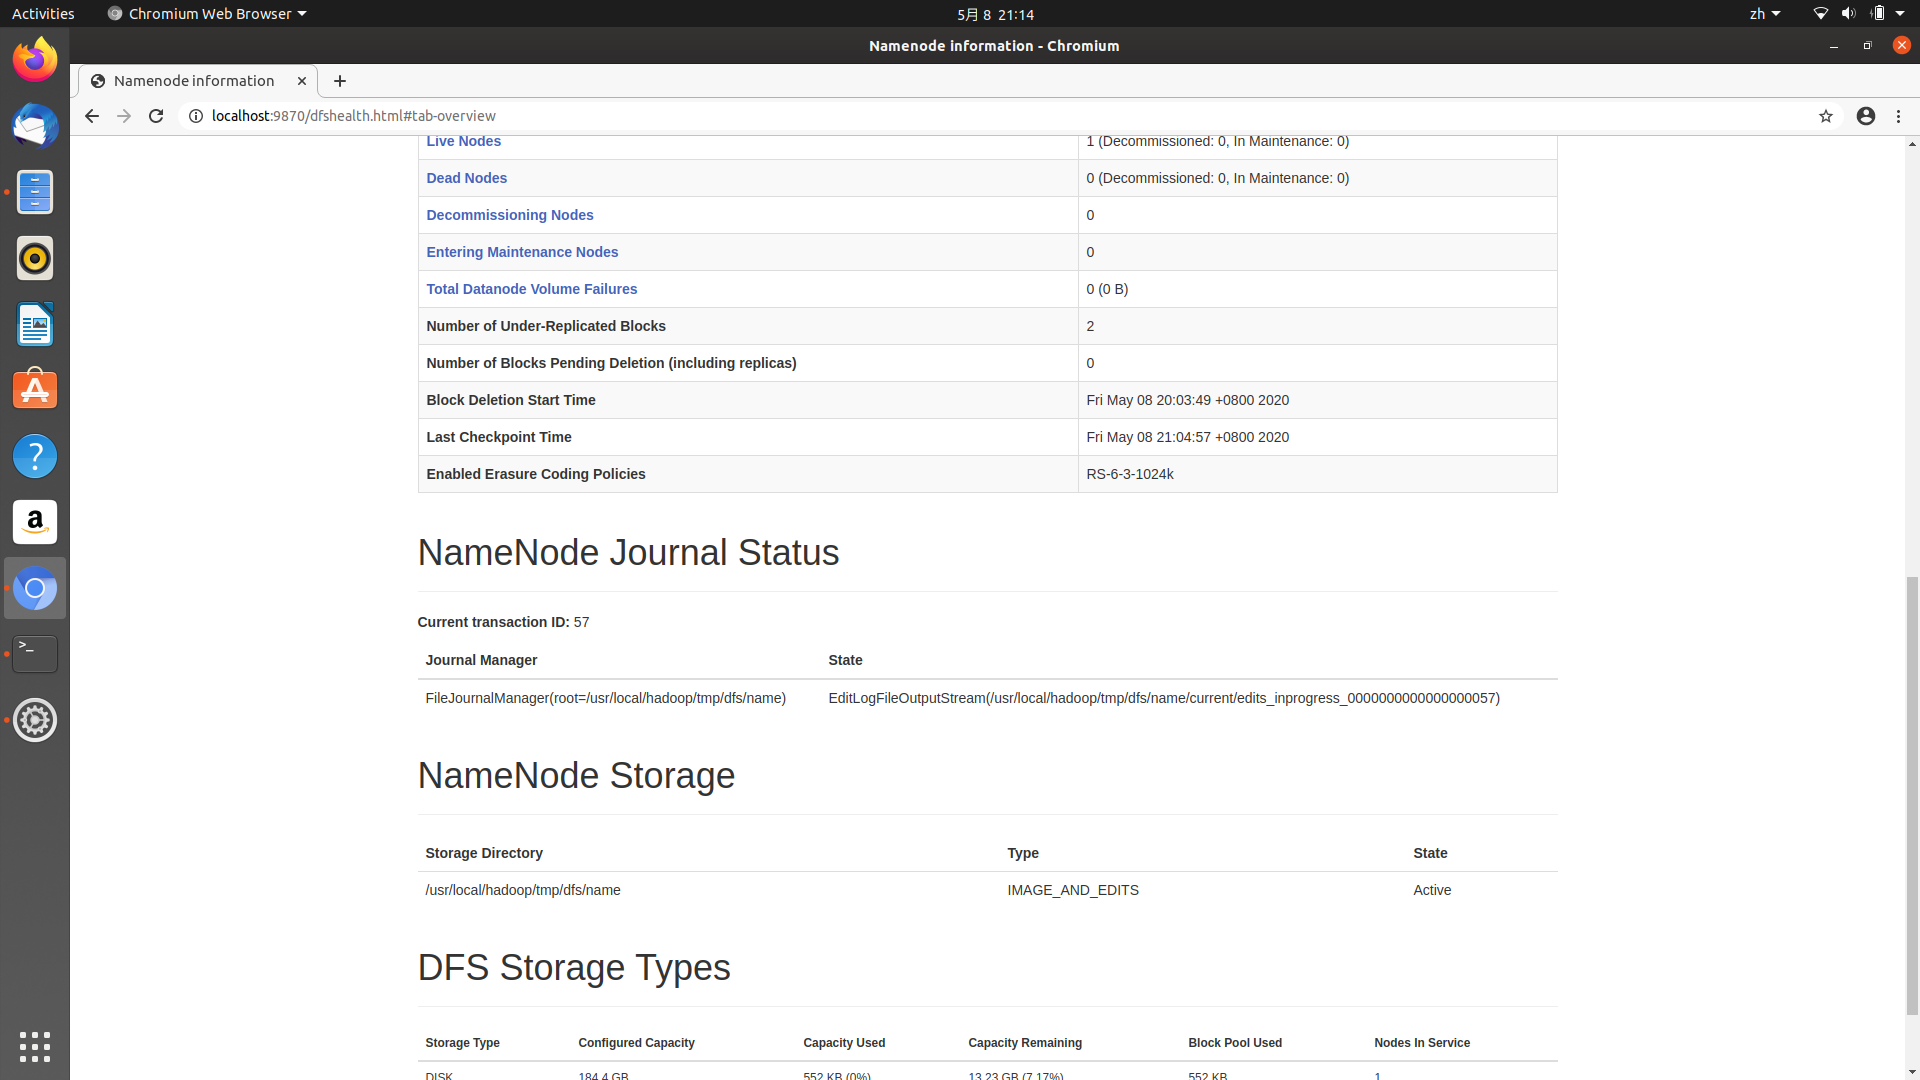 Activities Chromium Web Browser 5月 8 21:14 zh
Namenode information - Chromium
Namenode information
localhost:9870/dfshealth.html#tab-overview
Live Nodes 1 (Decommissioned: 0, In Maintenance: 0)
Dead Nodes 0 (Decommissioned: 0, In Maintenance: 0)
Decommissioning Nodes 0
Entering Maintenance Nodes 0
Total Datanode Volume Failures 0 (0 B)
Number of Under-Replicated Blocks 2
Number of Blocks Pending Deletion (including replicas) 0
Block Deletion Start Time Fri May 08 20:03:49 +0800 2020
Last Checkpoint Time Fri May 08 21:04:57 +0800 2020
Enabled Erasure Coding Policies RS-6-3-1024k
NameNode Journal Status
Current transaction ID: 57
Journal Manager State
FileJournalManager(root=/usr/local/hadoop/tmp/dfs/name) EditLogFileOutputStream(/usr/local/hadoop/tmp/dfs/name/current/edits_inprogress_0000000000000000057)
NameNode Storage
Storage Directory Type State
/usr/local/hadoop/tmp/dfs/name IMAGE_AND_EDITS Active
DFS Storage Types
Storage Type Configured Capacity Capacity Used Capacity Remaining Block Pool Used Nodes In Service
DISK 184.4 GB 552 KB (0%) 13.23 GB (7.17%) 552 KB 1